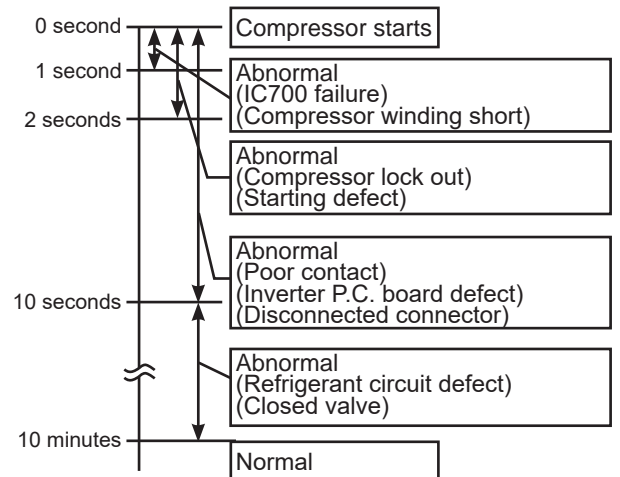 0 second
Compressor starts
1 second
Abnormal
(IC700 failure)
(Compressor winding short)
2 seconds
Abnormal
(Compressor lock out)
(Starting defect)
Abnormal
(Poor contact)
(Inverter P.C. board defect)
(Disconnected connector)
10 seconds
Abnormal
(Refrigerant circuit defect)
(Closed valve)
10 minutes
Normal